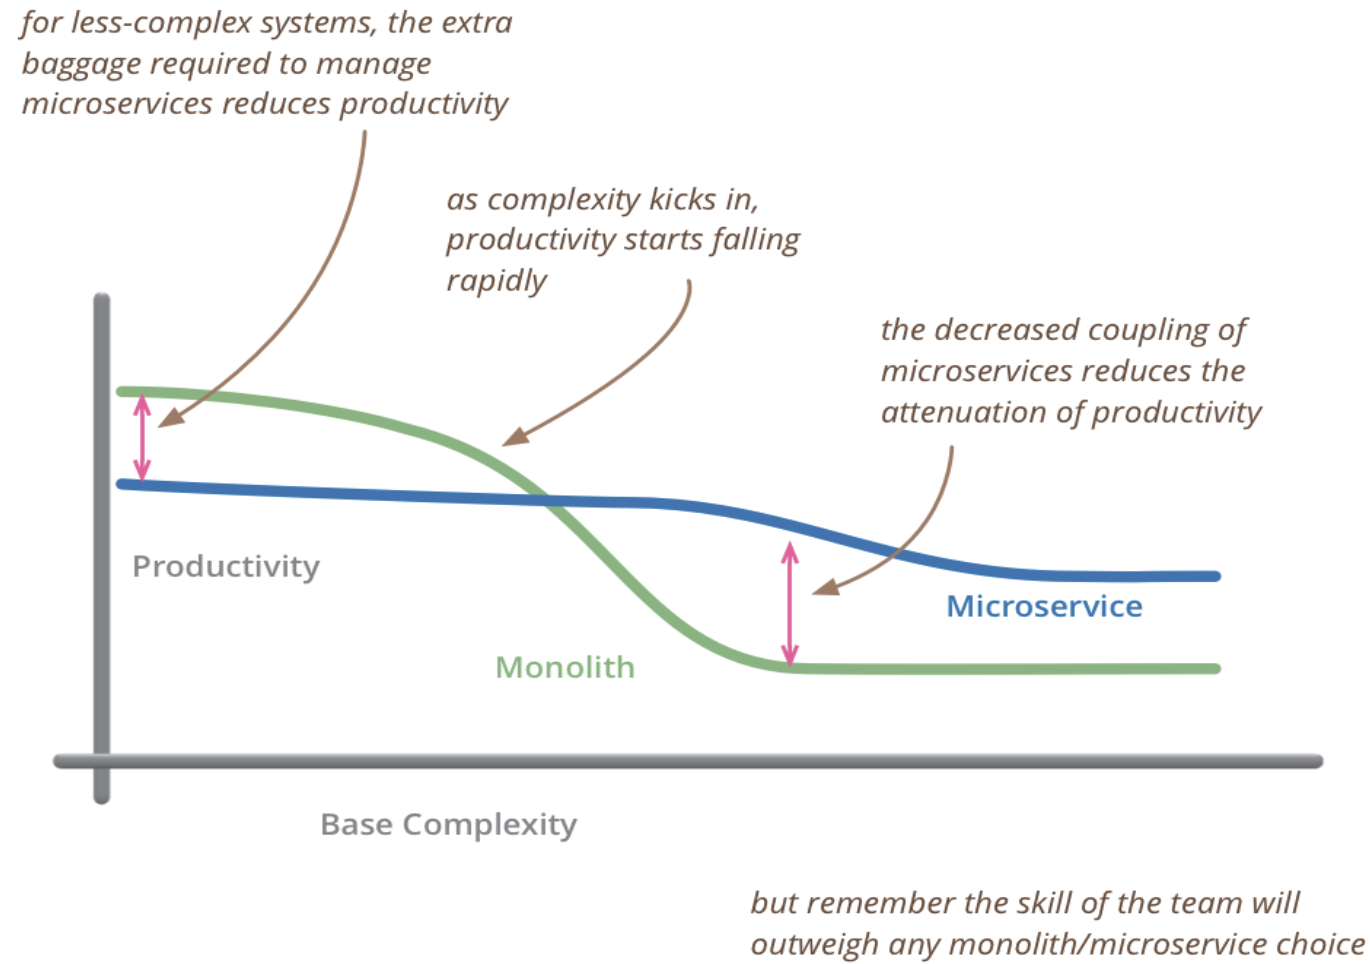 for less-complex systems, the extra
baggage required to manage
microservices reduces productivity
as complexity kicks in,
productivity starts falling
rapidly
the decreased coupling of
microservices reduces the
attenuation of productivity
Productivity
Microservice
Monolith
Base Complexity
but remember the skill of the team will
outweigh any monolith/microservice choice